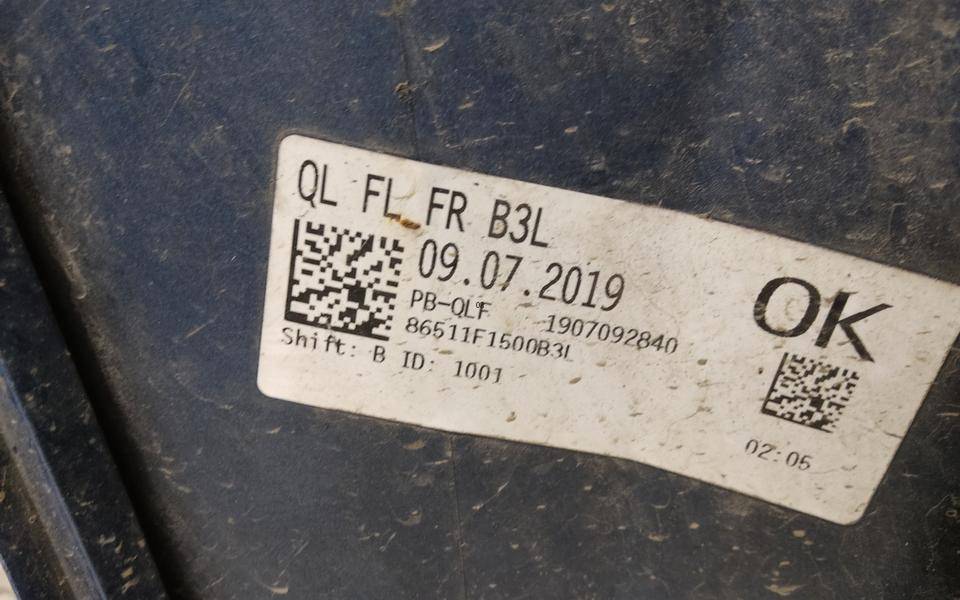 QL FL FR B3L
09.07.2019
PB-QLF 1907092840
86511F1500B3L
Shift: B ID: 1001
OK
02:05